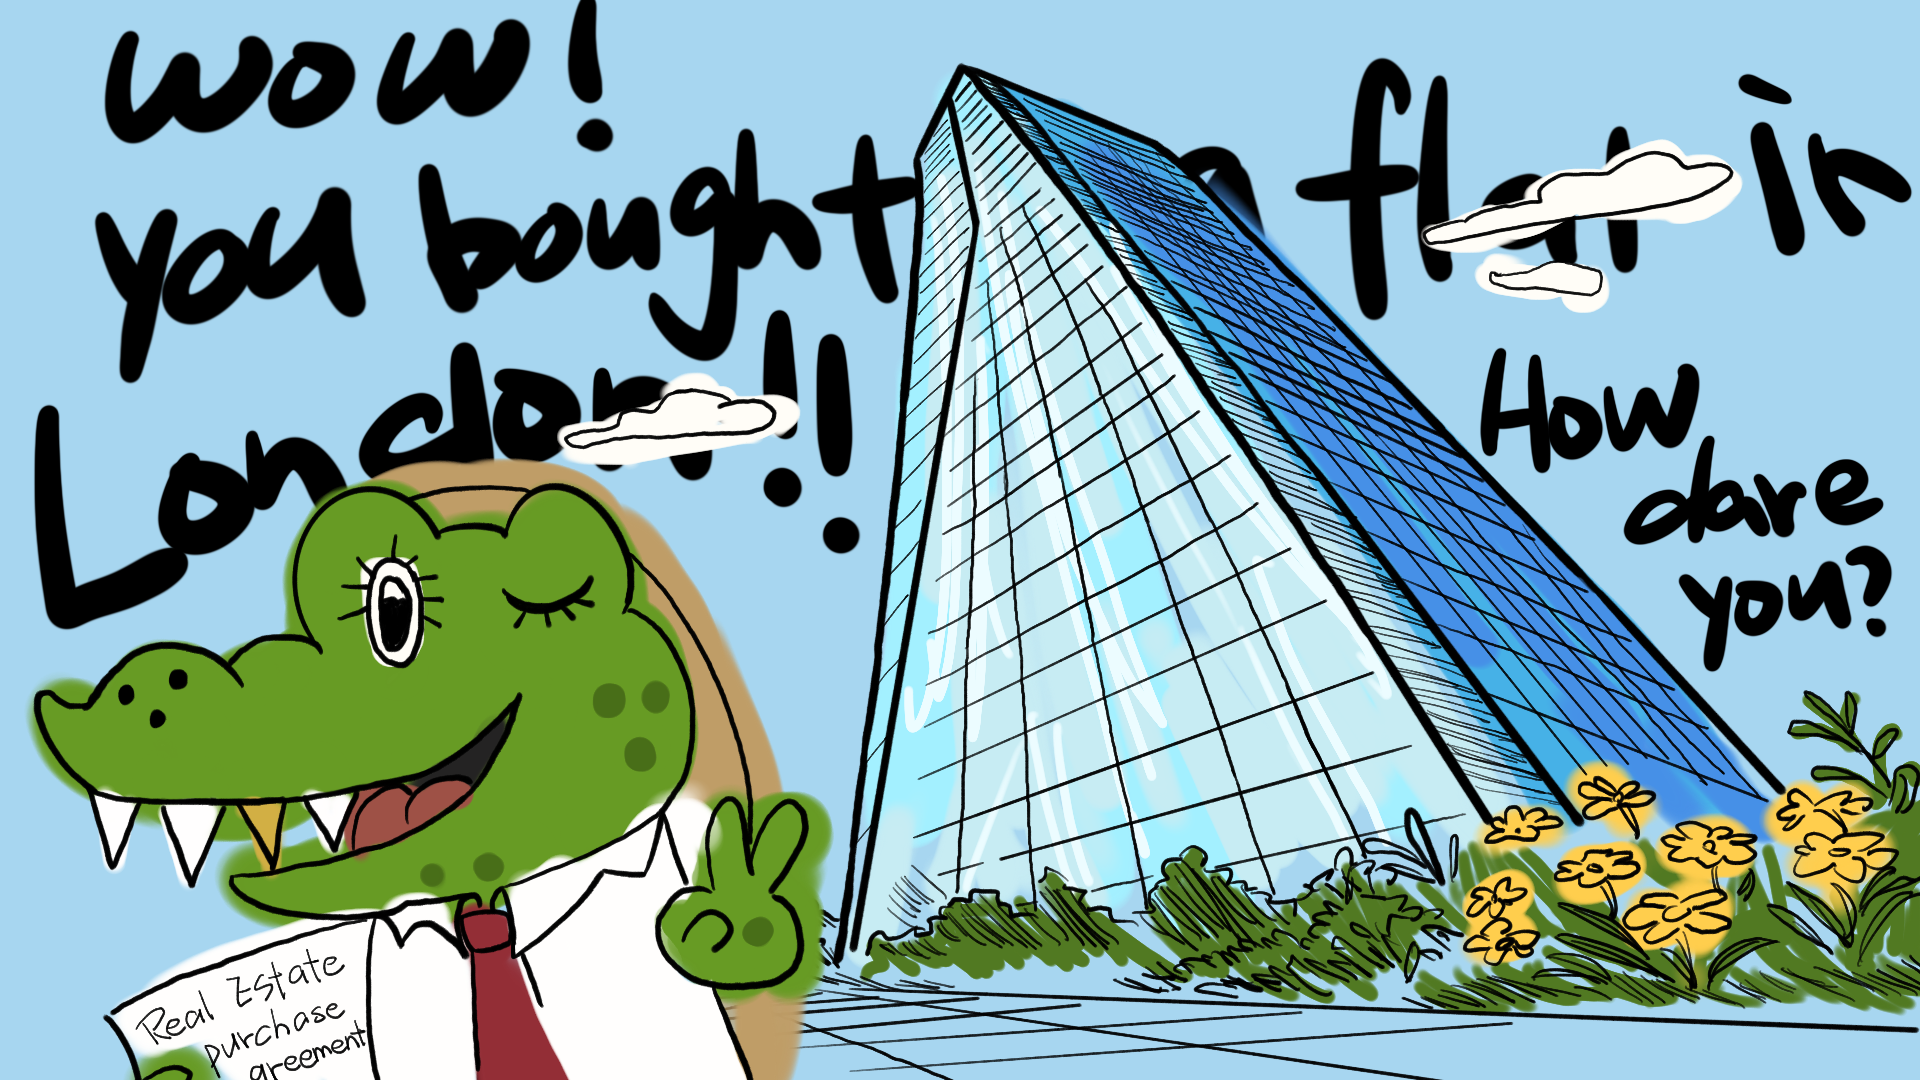 wow!
you bought a flat in
London!!
How
dare
you?
Real Estate
purchase
agreement